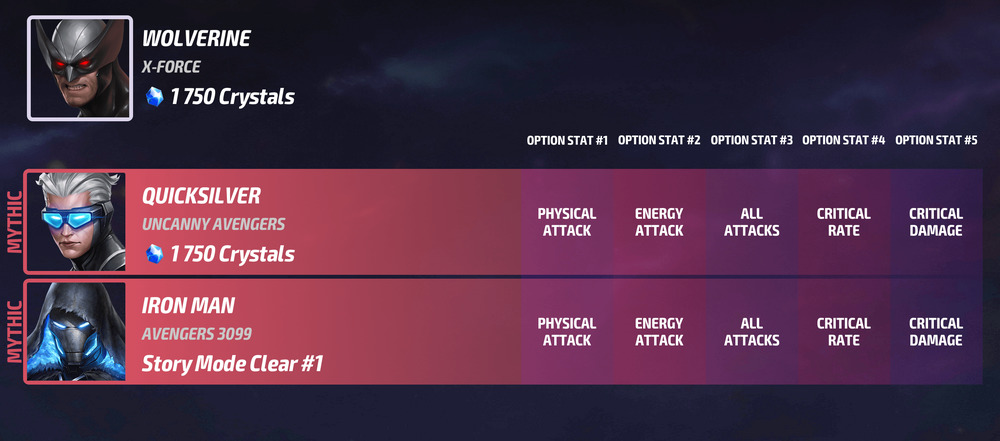 WOLVERINE
X-FORCE
1 750 Crystals
OPTION STAT #1 OPTION STAT #2 OPTION STAT #3 OPTION STAT #4 OPTION STAT #5
MYTHIC
QUICKSILVER
UNCANNY AVENGERS
1 750 Crystals
PHYSICAL
ATTACK
ENERGY
ATTACK
ALL
ATTACKS
CRITICAL
RATE
CRITICAL
DAMAGE
MYTHIC
IRON MAN
AVENGERS 3099
Story Mode Clear #1
PHYSICAL
ATTACK
ENERGY
ATTACK
ALL
ATTACKS
CRITICAL
RATE
CRITICAL
DAMAGE